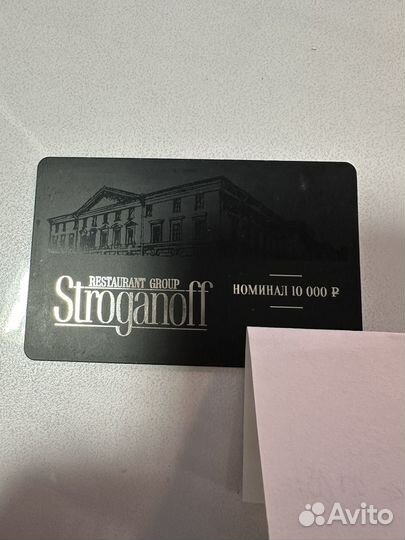 RESTAURANT GROUP
Stroganoff
НОМИНАЛ 10 000 ₽
Avito